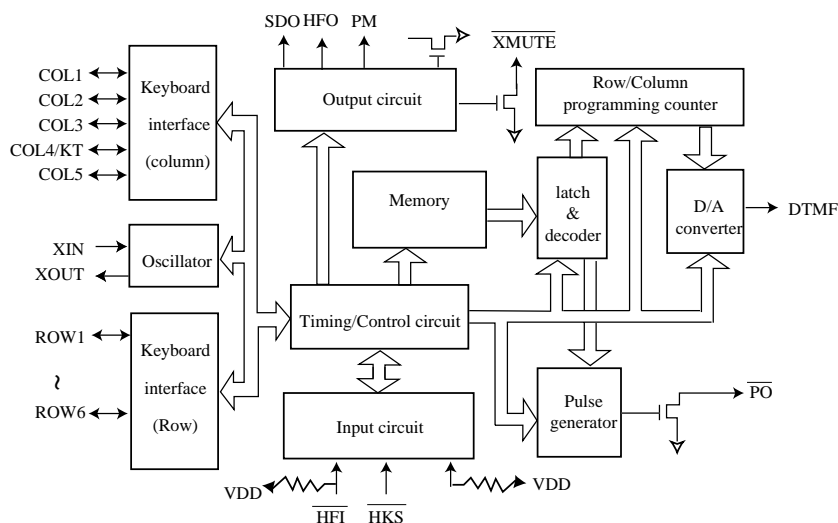 SDO HFO PM
XMUTE
COL1
COL2
COL3
COL4/KT
COL5
Keyboard
interface
(column)
Output circuit
Row/Column
programming counter
Memory
latch
&
decoder
D/A
converter
DTMF
XIN
XOUT
Oscillator
Timing/Control circuit
ROW1
~
ROW6
Keyboard
interface
(Row)
Input circuit
Pulse
generator
PO
VDD
HFI
HKS
VDD